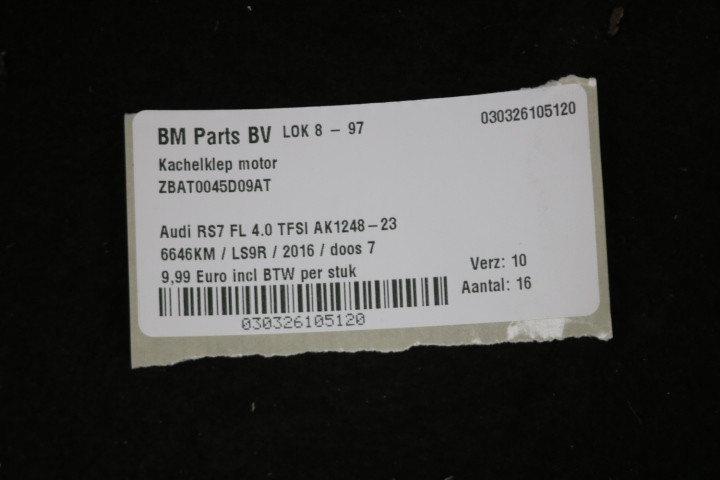 BM Parts BV LOK 8 - 97
030326105120
Kachelklep motor
ZBAT0045D09AT
Audi RS7 FL 4.0 TFSI AK1248-23
6646KM / LS9R / 2016 / doos 7
9,99 Euro incl BTW per stuk
Verz: 10
Aantal: 16
030326105120